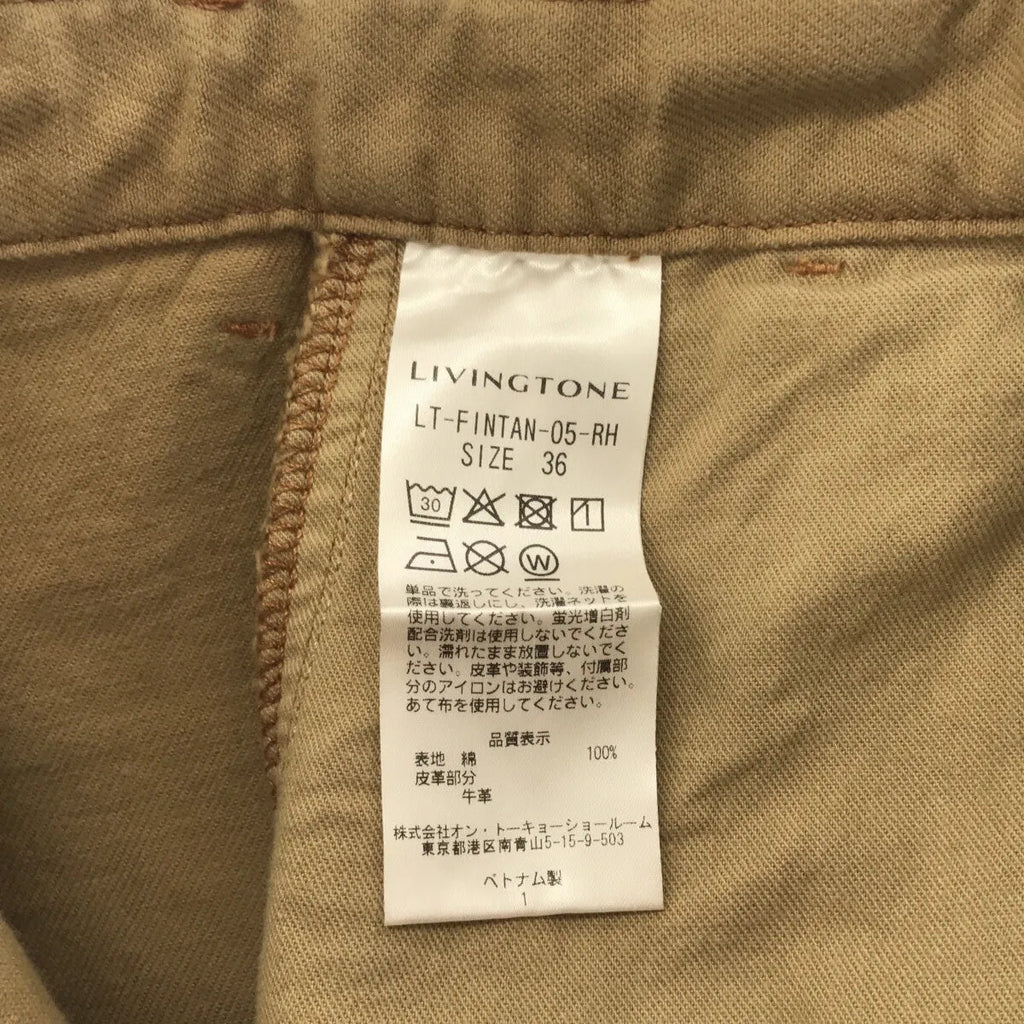 LIVINGTONE
LT-FINTAN-05-RH
SIZE 36
30
1
W
単品で洗ってください。洗濯の
際は裏返しにし、洗濯ネットを
使用してください。蛍光増白剤
配合洗剤は使用しないでくださ
い。濡れたまま放置しないでく
ださい。皮革や装飾等、付属部
分のアイロンはお避けください。
あて布を使用してください。
品質表示
表地 綿 100%
皮革部分
牛革
株式会社オン・トーキョーショールーム
東京都港区南青山5-15-9-503
ベトナム製
1